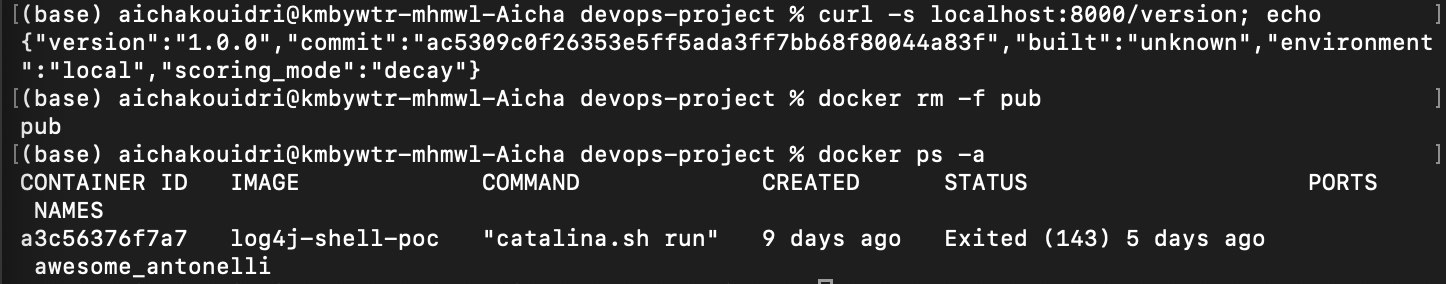 [(base) aichakouidri@kmbywtr-mhmwl-Aicha devops-project % curl -s localhost:8000/version; echo ]
{"version":"1.0.0","commit":"ac5309c0f26353e5ff5ada3ff7bb68f80044a83f","built":"unknown","environment
":"local","scoring_mode":"decay"}
[(base) aichakouidri@kmbywtr-mhmwl-Aicha devops-project % docker rm -f pub ]
pub
[(base) aichakouidri@kmbywtr-mhmwl-Aicha devops-project % docker ps -a ]
CONTAINER ID   IMAGE            COMMAND             CREATED      STATUS                     PORTS
 NAMES
a3c56376f7a7   log4j-shell-poc   "catalina.sh run"   9 days ago   Exited (143) 5 days ago
 awesome_antonelli